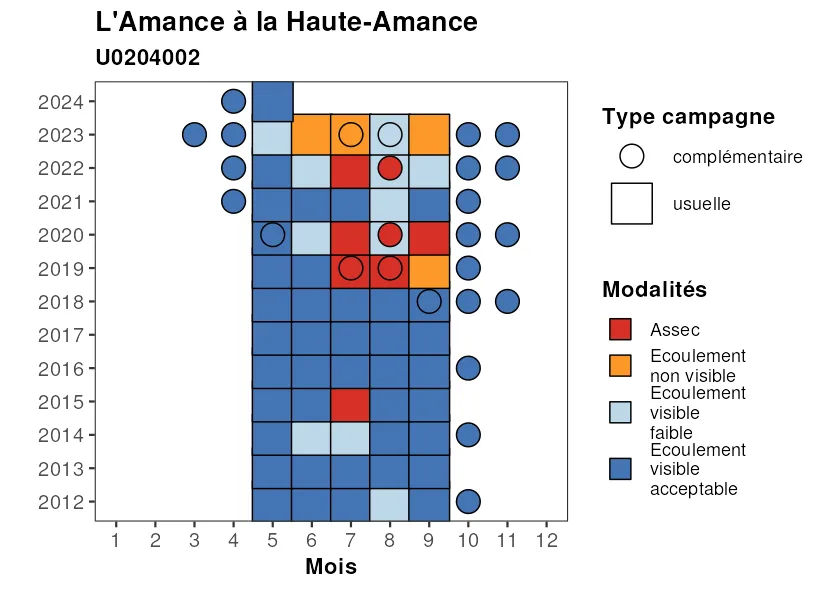 L'Amance à la Haute-Amance
U0204002
2024
2023
2022
2021
2020
2019
2018
2017
2016
2015
2014
2013
2012
1 2 3 4 5 6 7 8 9 10 11 12
Mois
Type campagne
complémentaire
usuelle
Modalités
Assec
Ecoulement
non visible
Ecoulement
visible
faible
Ecoulement
visible
acceptable